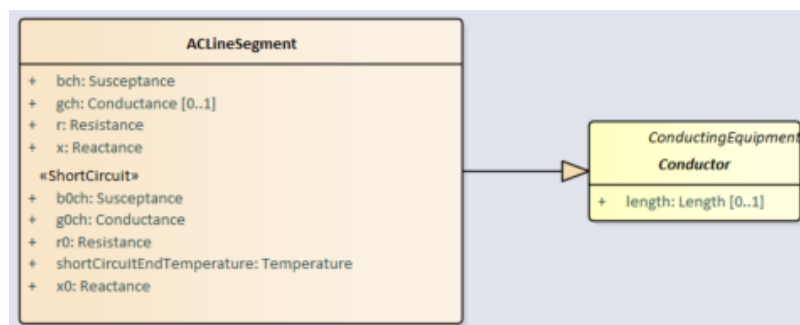 ACLineSegment
+ bch: Susceptance
+ gch: Conductance [0..1]
+ r: Resistance
+ x: Reactance
«ShortCircuit»
+ b0ch: Susceptance
+ g0ch: Conductance
+ r0: Resistance
+ shortCircuitEndTemperature: Temperature
+ x0: Reactance
ConductingEquipment
Conductor
+ length: Length [0..1]